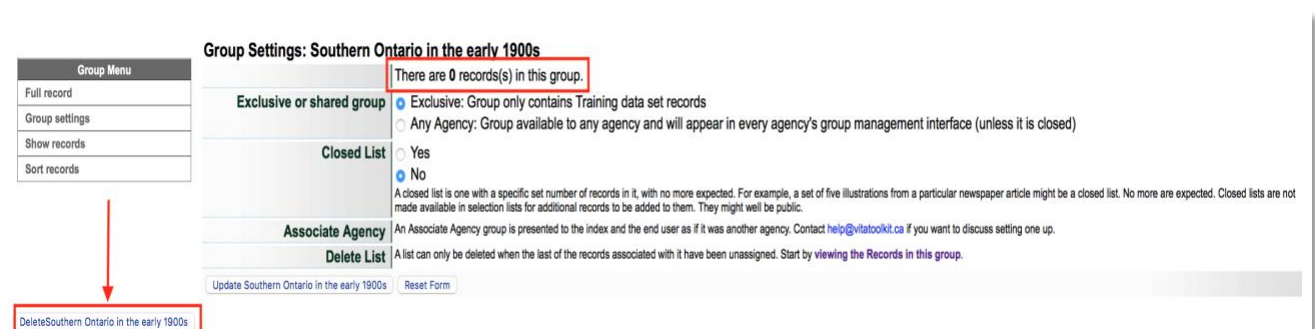 Group Settings: Southern Ontario in the early 1900s
Group Menu
Full record
Group settings
Show records
Sort records
There are 0 records(s) in this group.
Exclusive or shared group
Exclusive: Group only contains Training data set records
Any Agency: Group available to any agency and will appear in every agency's group management interface (unless it is closed)
Closed List
Yes
No
A closed list is one with a specific set number of records in it, with no more expected. For example, a set of five illustrations from a particular newspaper article might be a closed list. No more are expected. Closed lists are not
made available in selection lists for additional records to be added to them. They might well be public.
Associate Agency
An Associate Agency group is presented to the index and the end user as if it was another agency. Contact help@vitatoolkit.ca if you want to discuss setting one up.
Delete List
A list can only be deleted when the last of the records associated with it have been unassigned. Start by viewing the Records in this group.
Update Southern Ontario in the early 1900s
Reset Form
DeleteSouthern Ontario in the early 1900s